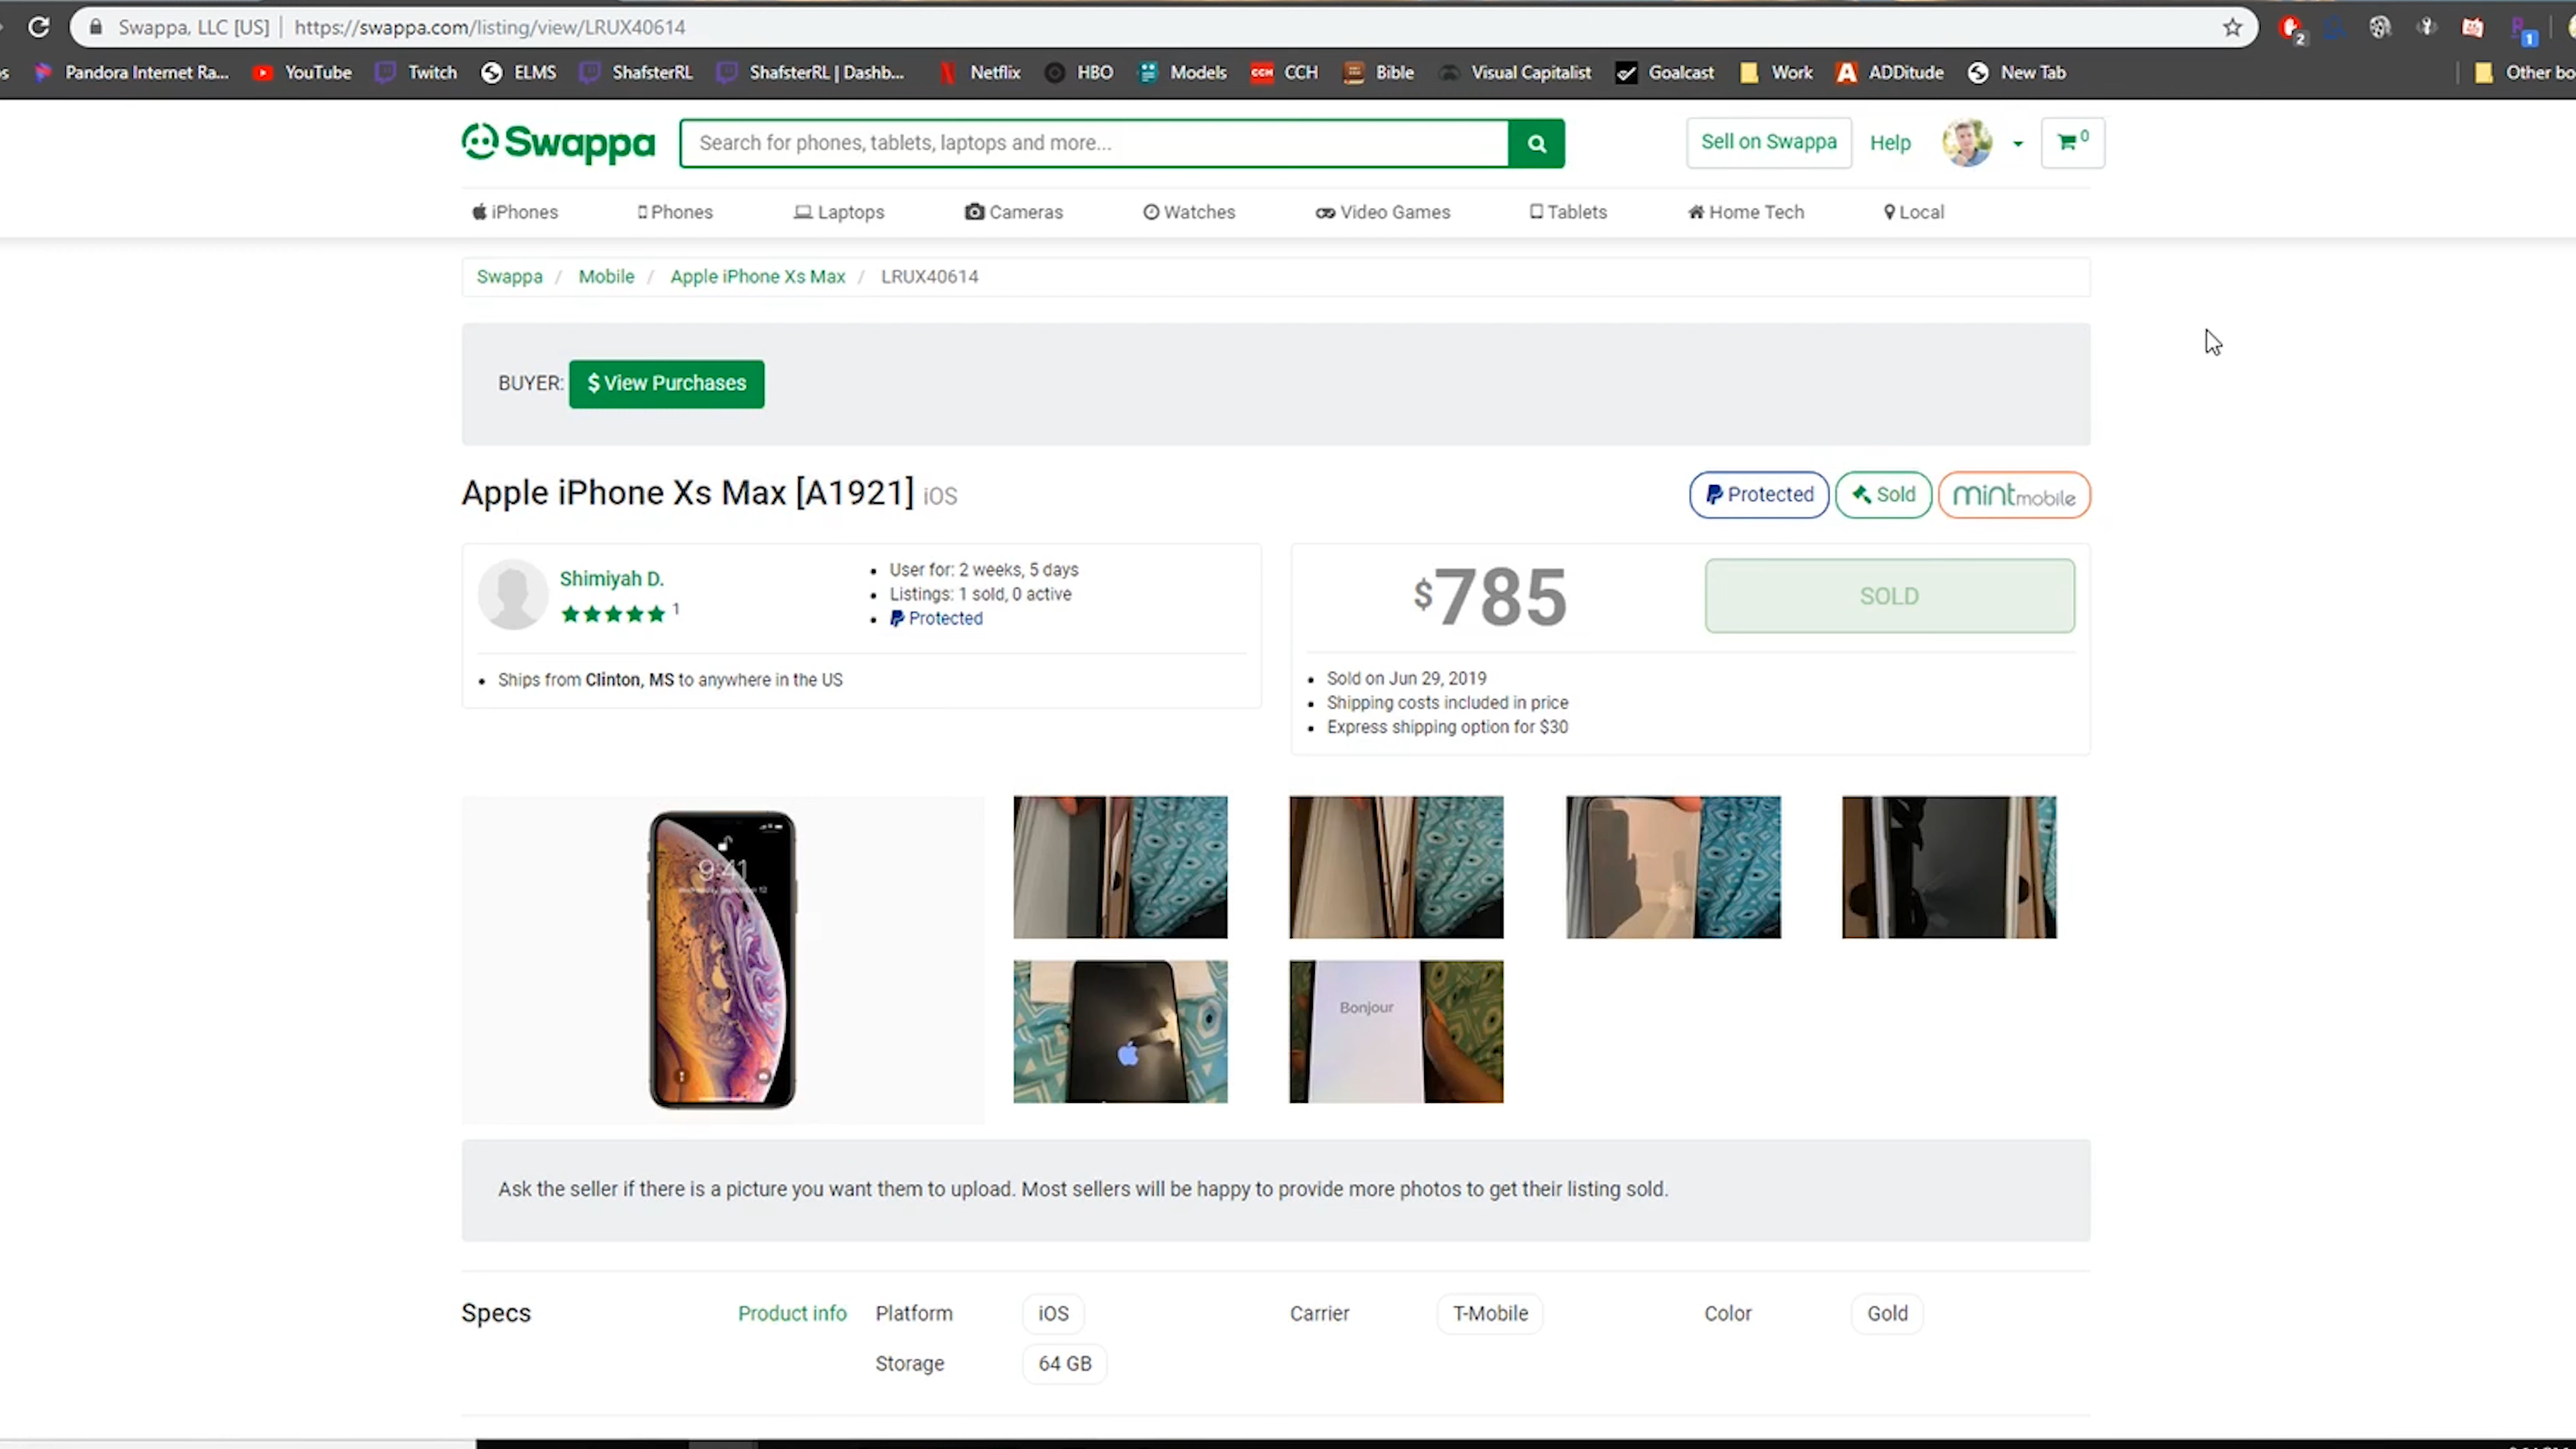 Swappa, LLC [US] | https://swappa.com/listing/view/LRUX40614
2
1
Pandora Internet Ra... YouTube Twitch ELMS ShafsterRL ShafsterRL | Dashb... Netflix HBO Models CCH CCH Bible Visual Capitalist Goalcast Work ADDitude New Tab Other bo
Swappa Search for phones, tablets, laptops and more... Sell on Swappa Help 0
iPhones Phones Laptops Cameras Watches Video Games Tablets Home Tech Local
Swappa / Mobile / Apple iPhone Xs Max / LRUX40614
BUYER: $ View Purchases
Apple iPhone Xs Max [A1921] iOS Protected Sold mintmobile
Shimiyah D.
1
User for: 2 weeks, 5 days
Listings: 1 sold, 0 active
Protected
Ships from Clinton, MS to anywhere in the US
$785 SOLD
Sold on Jun 29, 2019
Shipping costs included in price
Express shipping option for $30
9:41
Bonjour
Ask the seller if there is a picture you want them to upload. Most sellers will be happy to provide more photos to get their listing sold.
Specs Product info Platform iOS Carrier T-Mobile Color Gold
Storage 64 GB